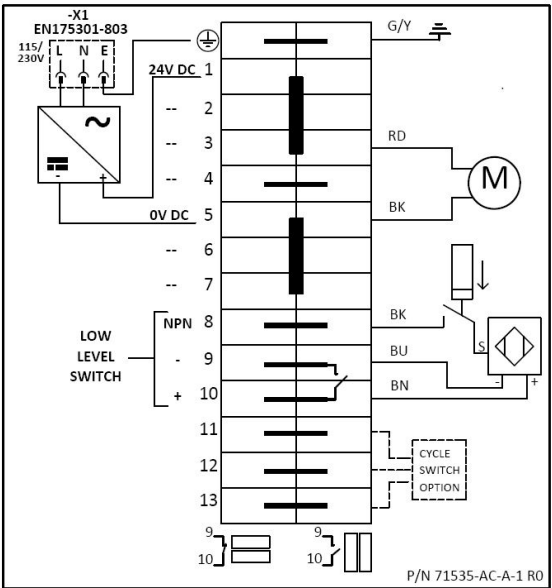 -X1
EN175301-803
115/
230V
L N E
G/Y
24V DC 1
-- 2
-- 3
RD
-- 4
M
0V DC 5
BK
-- 6
-- 7
- +
LOW
LEVEL
SWITCH
NPN 8
BK
S
- 9
BU
+ 10
BN
- +
11
12
13
CYCLE
SWITCH
OPTION
9
10
9
10
P/N 71535-AC-A-1 R0